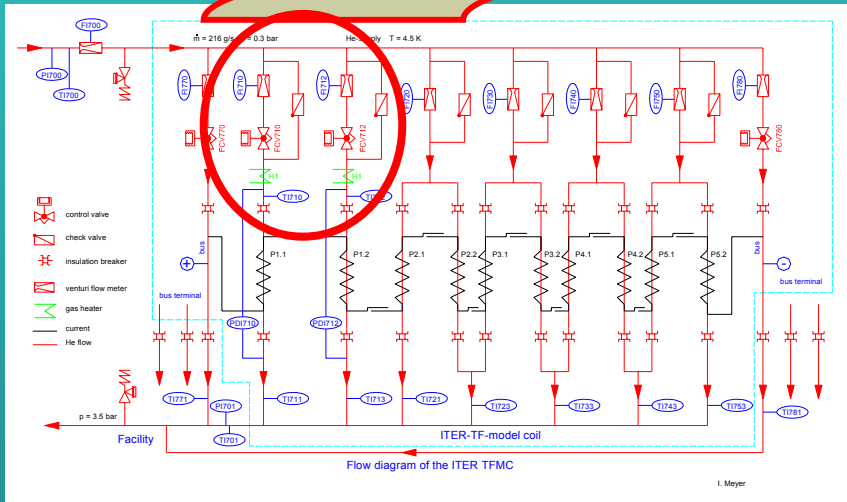 FI700
PI700
TI700
ṁ = 216 g/s = 0.3 bar He-supply T = 4.5 K
FI770
FI710
FI712
FI720
FI730
FI740
FI750
FI780
FCV770
FCV710
FCV712
FCV780
H1
H1
TI710
control valve
check valve
insulation breaker
venturi flow meter
gas heater
current
He flow
bus
+
bus terminal
P1.1
P1.2
P2.1
P2.2
P3.1
P3.2
P4.1
P4.2
P5.1
P5.2
bus
-
bus terminal
PDI710
PDI712
TI771
PI701
TI711
TI713
TI721
TI723
TI733
TI743
TI753
TI781
p = 3.5 bar
TI701
Facility
ITER-TF-model coil
Flow diagram of the ITER TFMC
I. Meyer